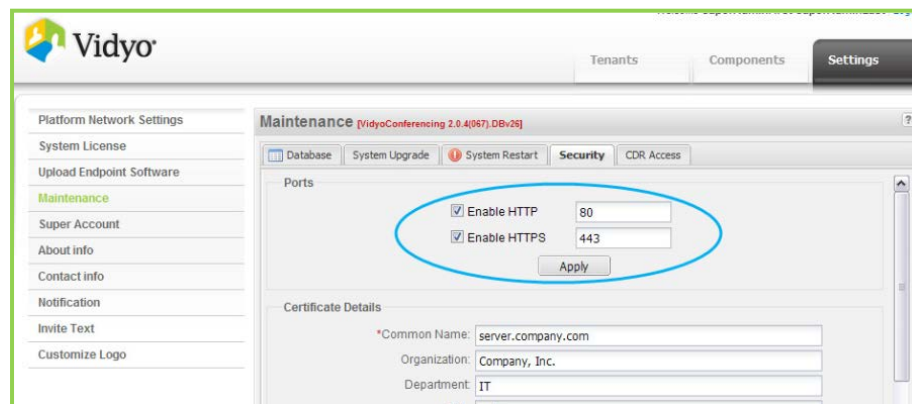 Vidyo
Tenants
Components
Settings
Platform Network Settings
System License
Upload Endpoint Software
Maintenance
Super Account
About info
Contact info
Notification
Invite Text
Customize Logo
Maintenance [VidyoConferencing 2.0.4(067).DBv26]
?
Database
System Upgrade
System Restart
Security
CDR Access
Ports
Enable HTTP 80
Enable HTTPS 443
Apply
Certificate Details
*Common Name: server.company.com
Organization: Company, Inc.
Department: IT